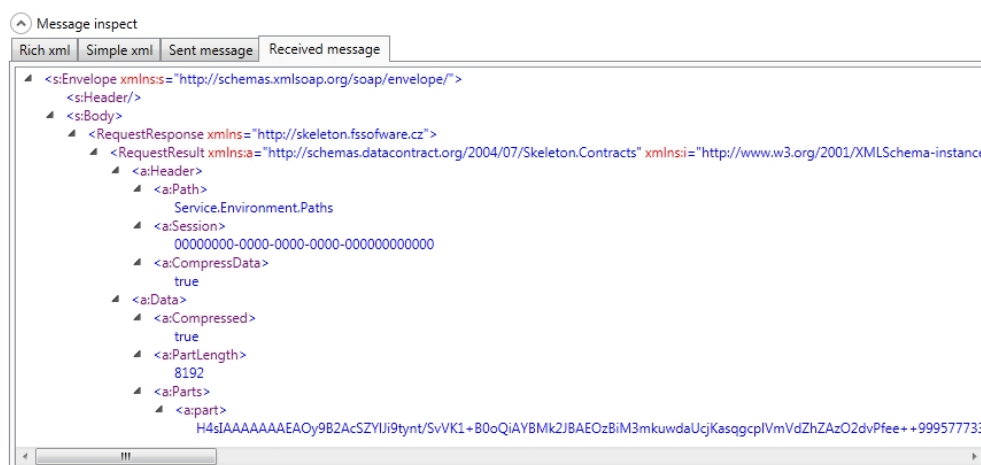 Message inspect
Rich xml Simple xml Sent message Received message
<s:Envelope xmlns:s="http://schemas.xmlsoap.org/soap/envelope/">
<s:Header/>
<s:Body>
<RequestResponse xmlns="http://skeleton.fssofware.cz">
<RequestResult xmlns:a="http://schemas.datacontract.org/2004/07/Skeleton.Contracts" xmlns:i="http://www.w3.org/2001/XMLSchema-instance
<a:Header>
<a:Path>
Service.Environment.Paths
<a:Session>
00000000-0000-0000-0000-000000000000
<a:CompressData>
true
<a:Data>
<a:Compressed>
true
<a:PartLength>
8192
<a:Parts>
<a:part>
H4sIAAAAAAAEAOy9B2AcSZYlJi9tynt/SvVK1+B0oQiAYBMk2JBAEOzBiM3mkuwdaUcjKasqgcplVmVdZhZAzO2dvPfee++999577733